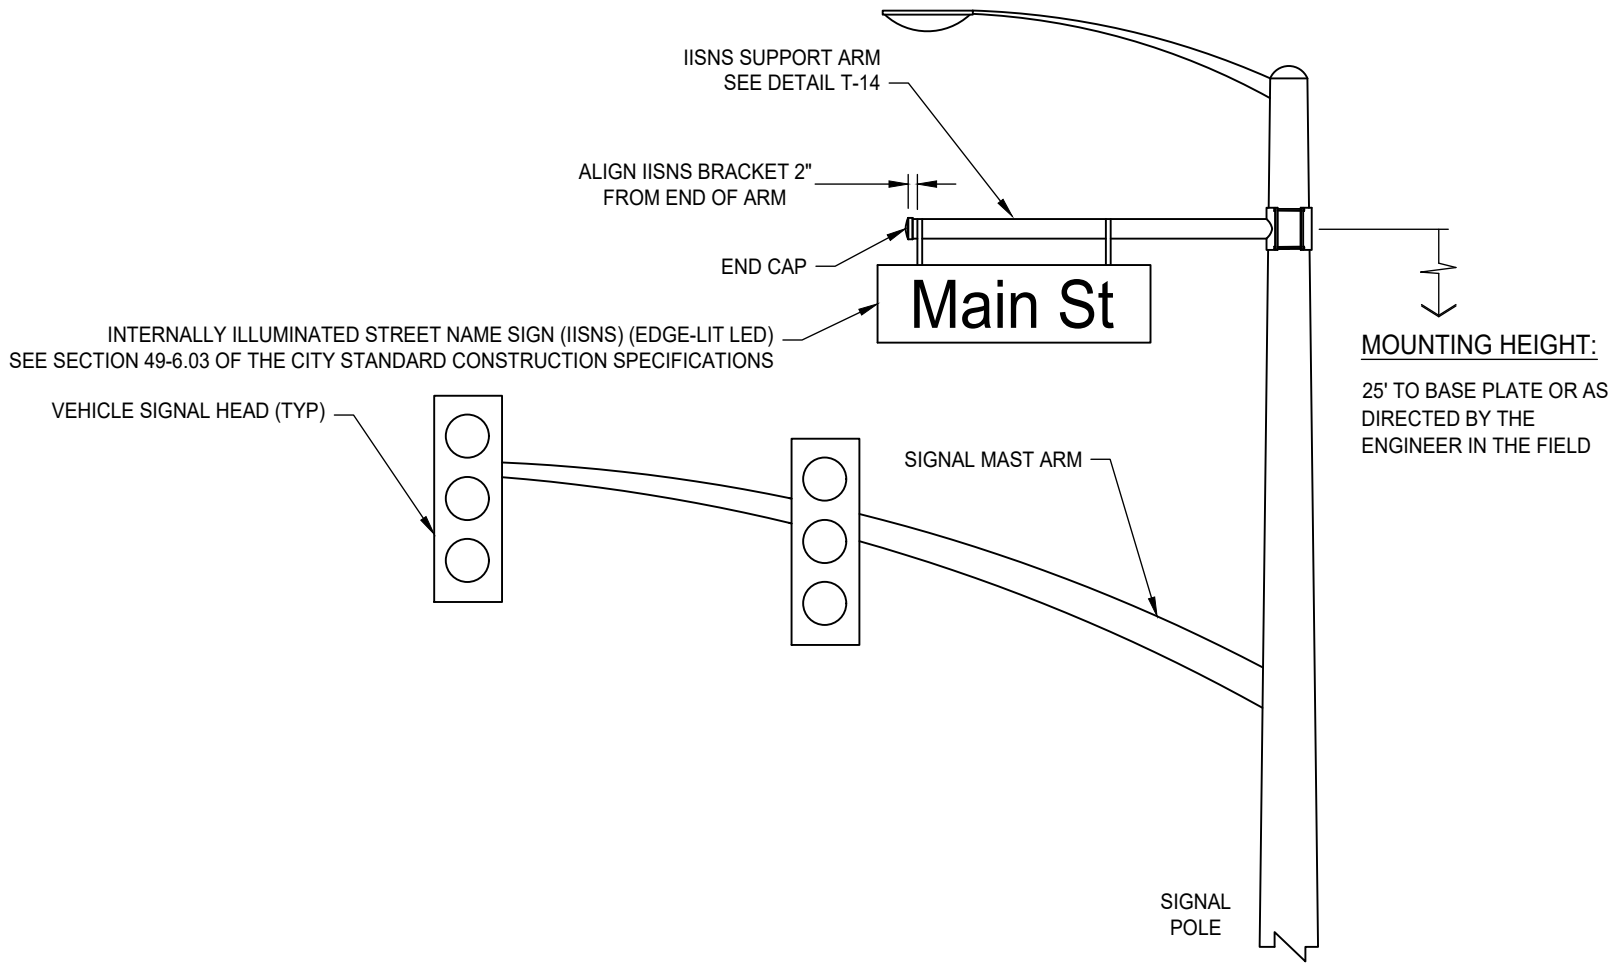 IISNS SUPPORT ARM
SEE DETAIL T-14
ALIGN IISNS BRACKET 2"
FROM END OF ARM
END CAP
Main St
INTERNALLY ILLUMINATED STREET NAME SIGN (IISNS) (EDGE-LIT LED)
SEE SECTION 49-6.03 OF THE CITY STANDARD CONSTRUCTION SPECIFICATIONS
MOUNTING HEIGHT:
25' TO BASE PLATE OR AS
DIRECTED BY THE
ENGINEER IN THE FIELD
VEHICLE SIGNAL HEAD (TYP)
SIGNAL MAST ARM
SIGNAL
POLE